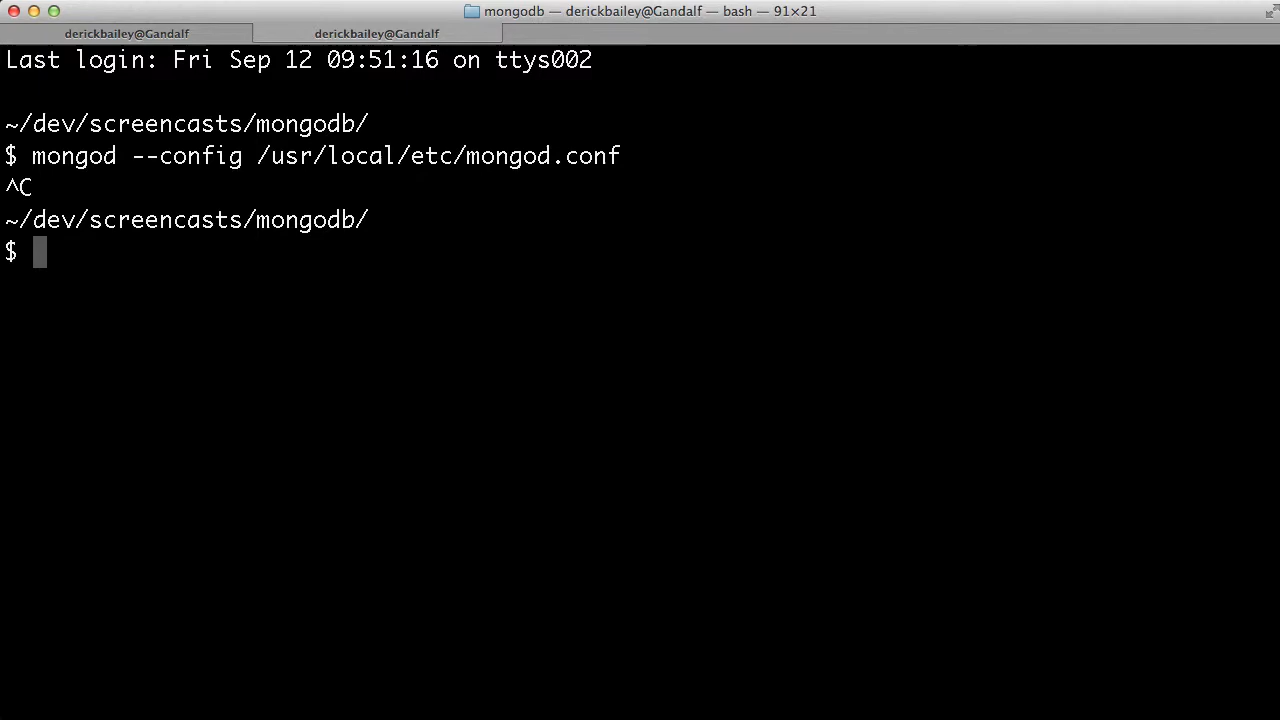 mongodb — derickbailey@Gandalf — bash — 91×21
derickbailey@Gandalf derickbailey@Gandalf
Last login: Fri Sep 12 09:51:16 on ttys002
~/dev/screencasts/mongodb/
$ mongod --config /usr/local/etc/mongod.conf
^C
~/dev/screencasts/mongodb/
$